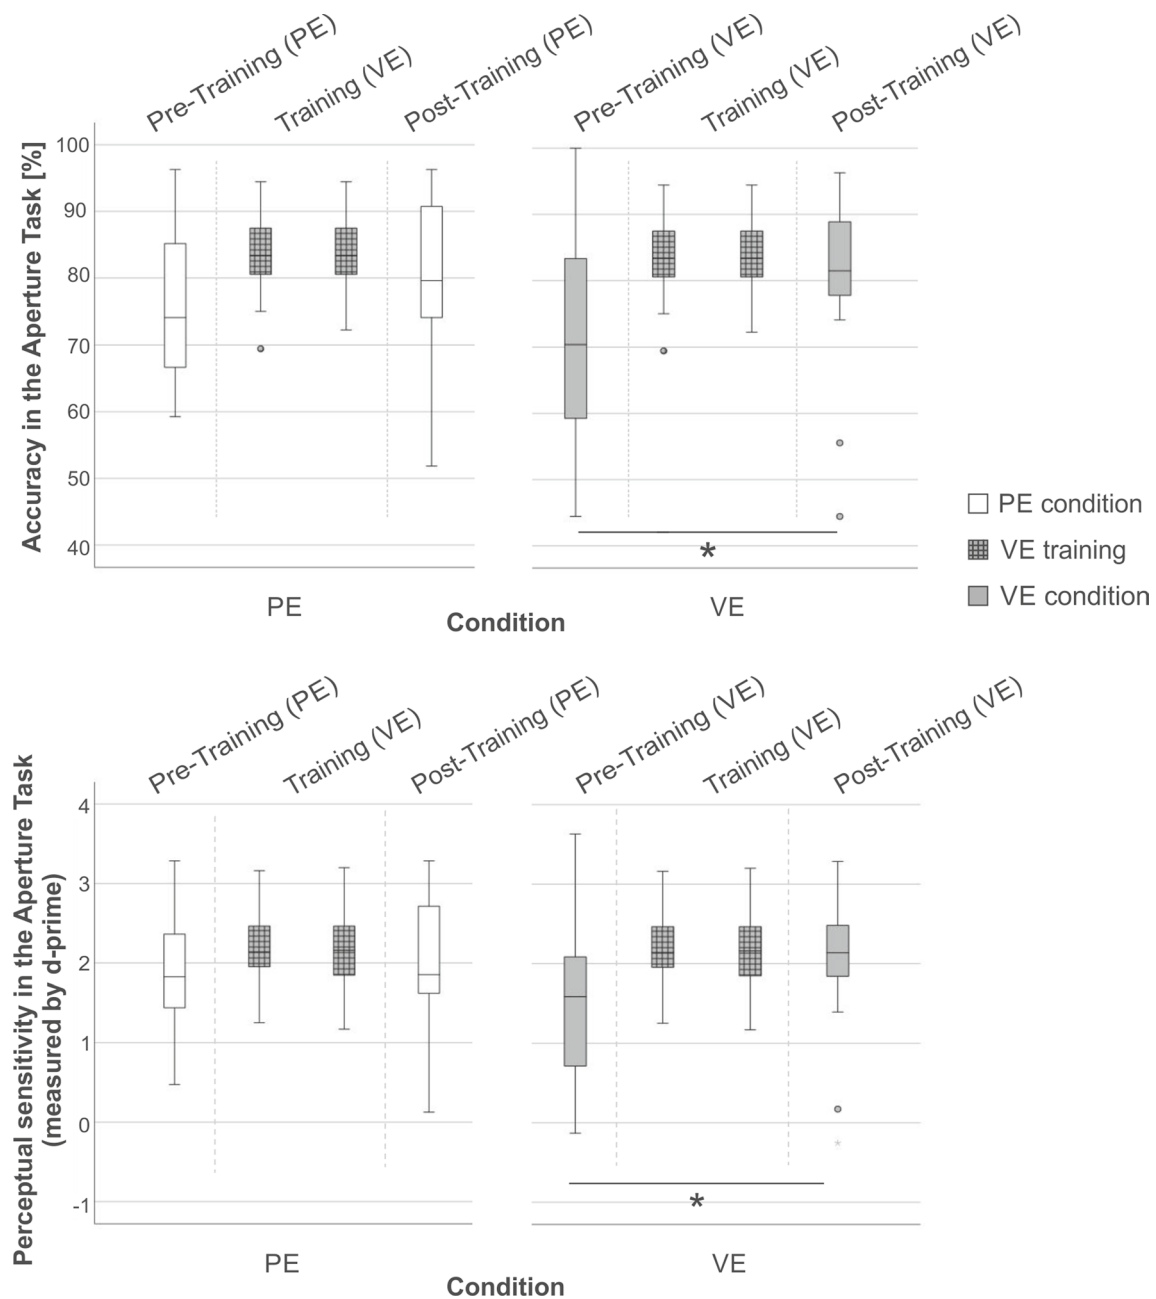 Pre-Training (PE)
Training (VE)
Post-Training (PE)
Pre-Training (VE)
Training (VE)
Post-Training (VE)
Accuracy in the Aperture Task [%]
100
90
80
70
60
50
40
*
PE condition
VE training
VE condition
PE
VE
Condition
Pre-Training (PE)
Training (VE)
Post-Training (PE)
Pre-Training (VE)
Training (VE)
Post-Training (VE)
Perceptual sensitivity in the Aperture Task
(measured by d-prime)
4
3
2
1
0
-1
*
PE
VE
Condition